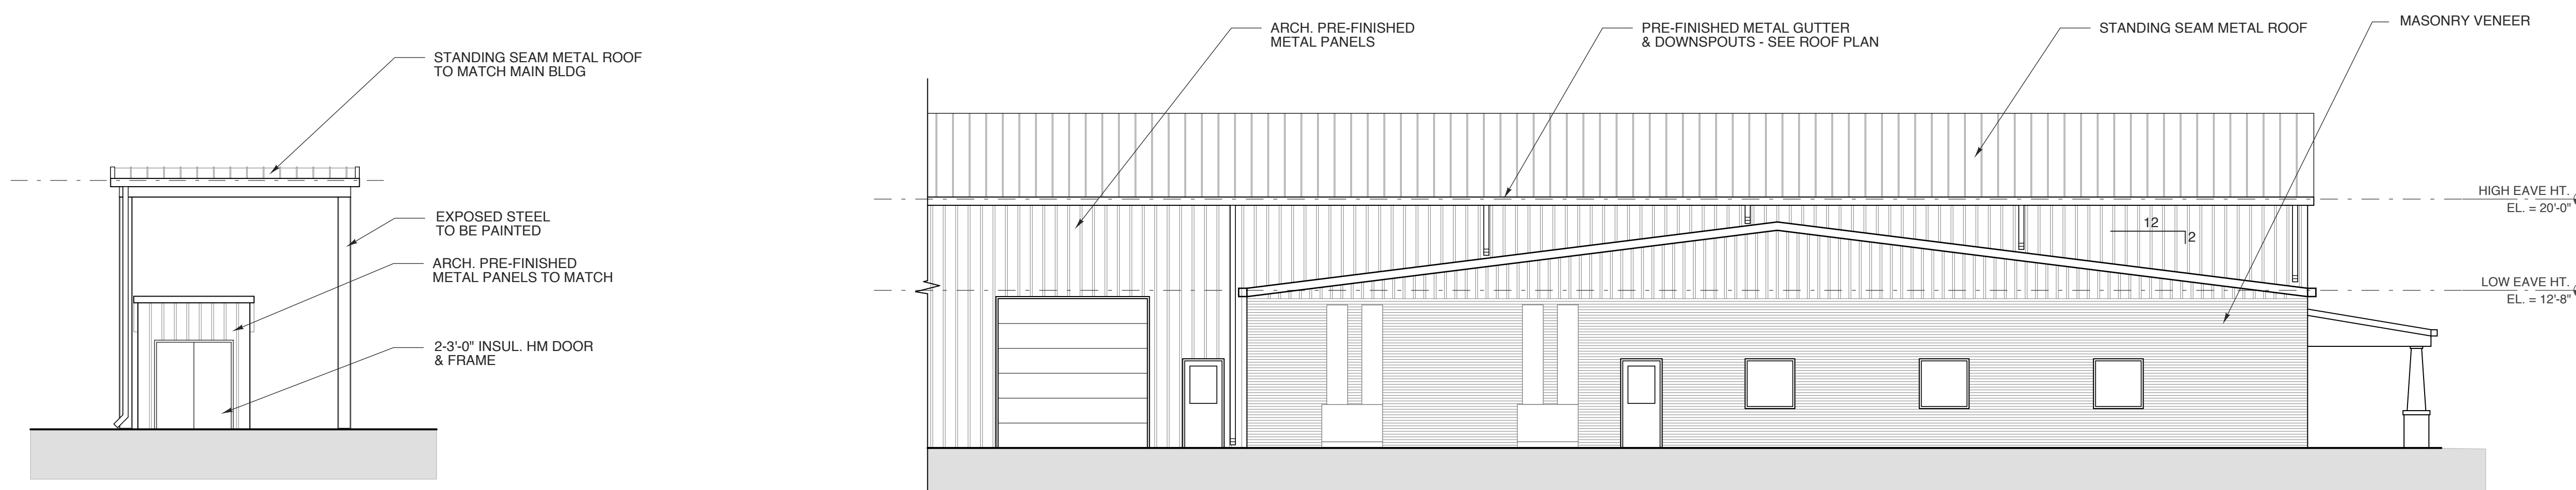 STANDING SEAM METAL ROOF
TO MATCH MAIN BLDG
EXPOSED STEEL
TO BE PAINTED
ARCH. PRE-FINISHED
METAL PANELS TO MATCH
2-3'-0" INSUL. HM DOOR
& FRAME
ARCH. PRE-FINISHED
METAL PANELS
PRE-FINISHED METAL GUTTER
& DOWNSPOUTS - SEE ROOF PLAN
STANDING SEAM METAL ROOF
MASONRY VENEER
12
2
HIGH EAVE HT.
EL. = 20'-0"
LOW EAVE HT.
EL. = 12'-8"